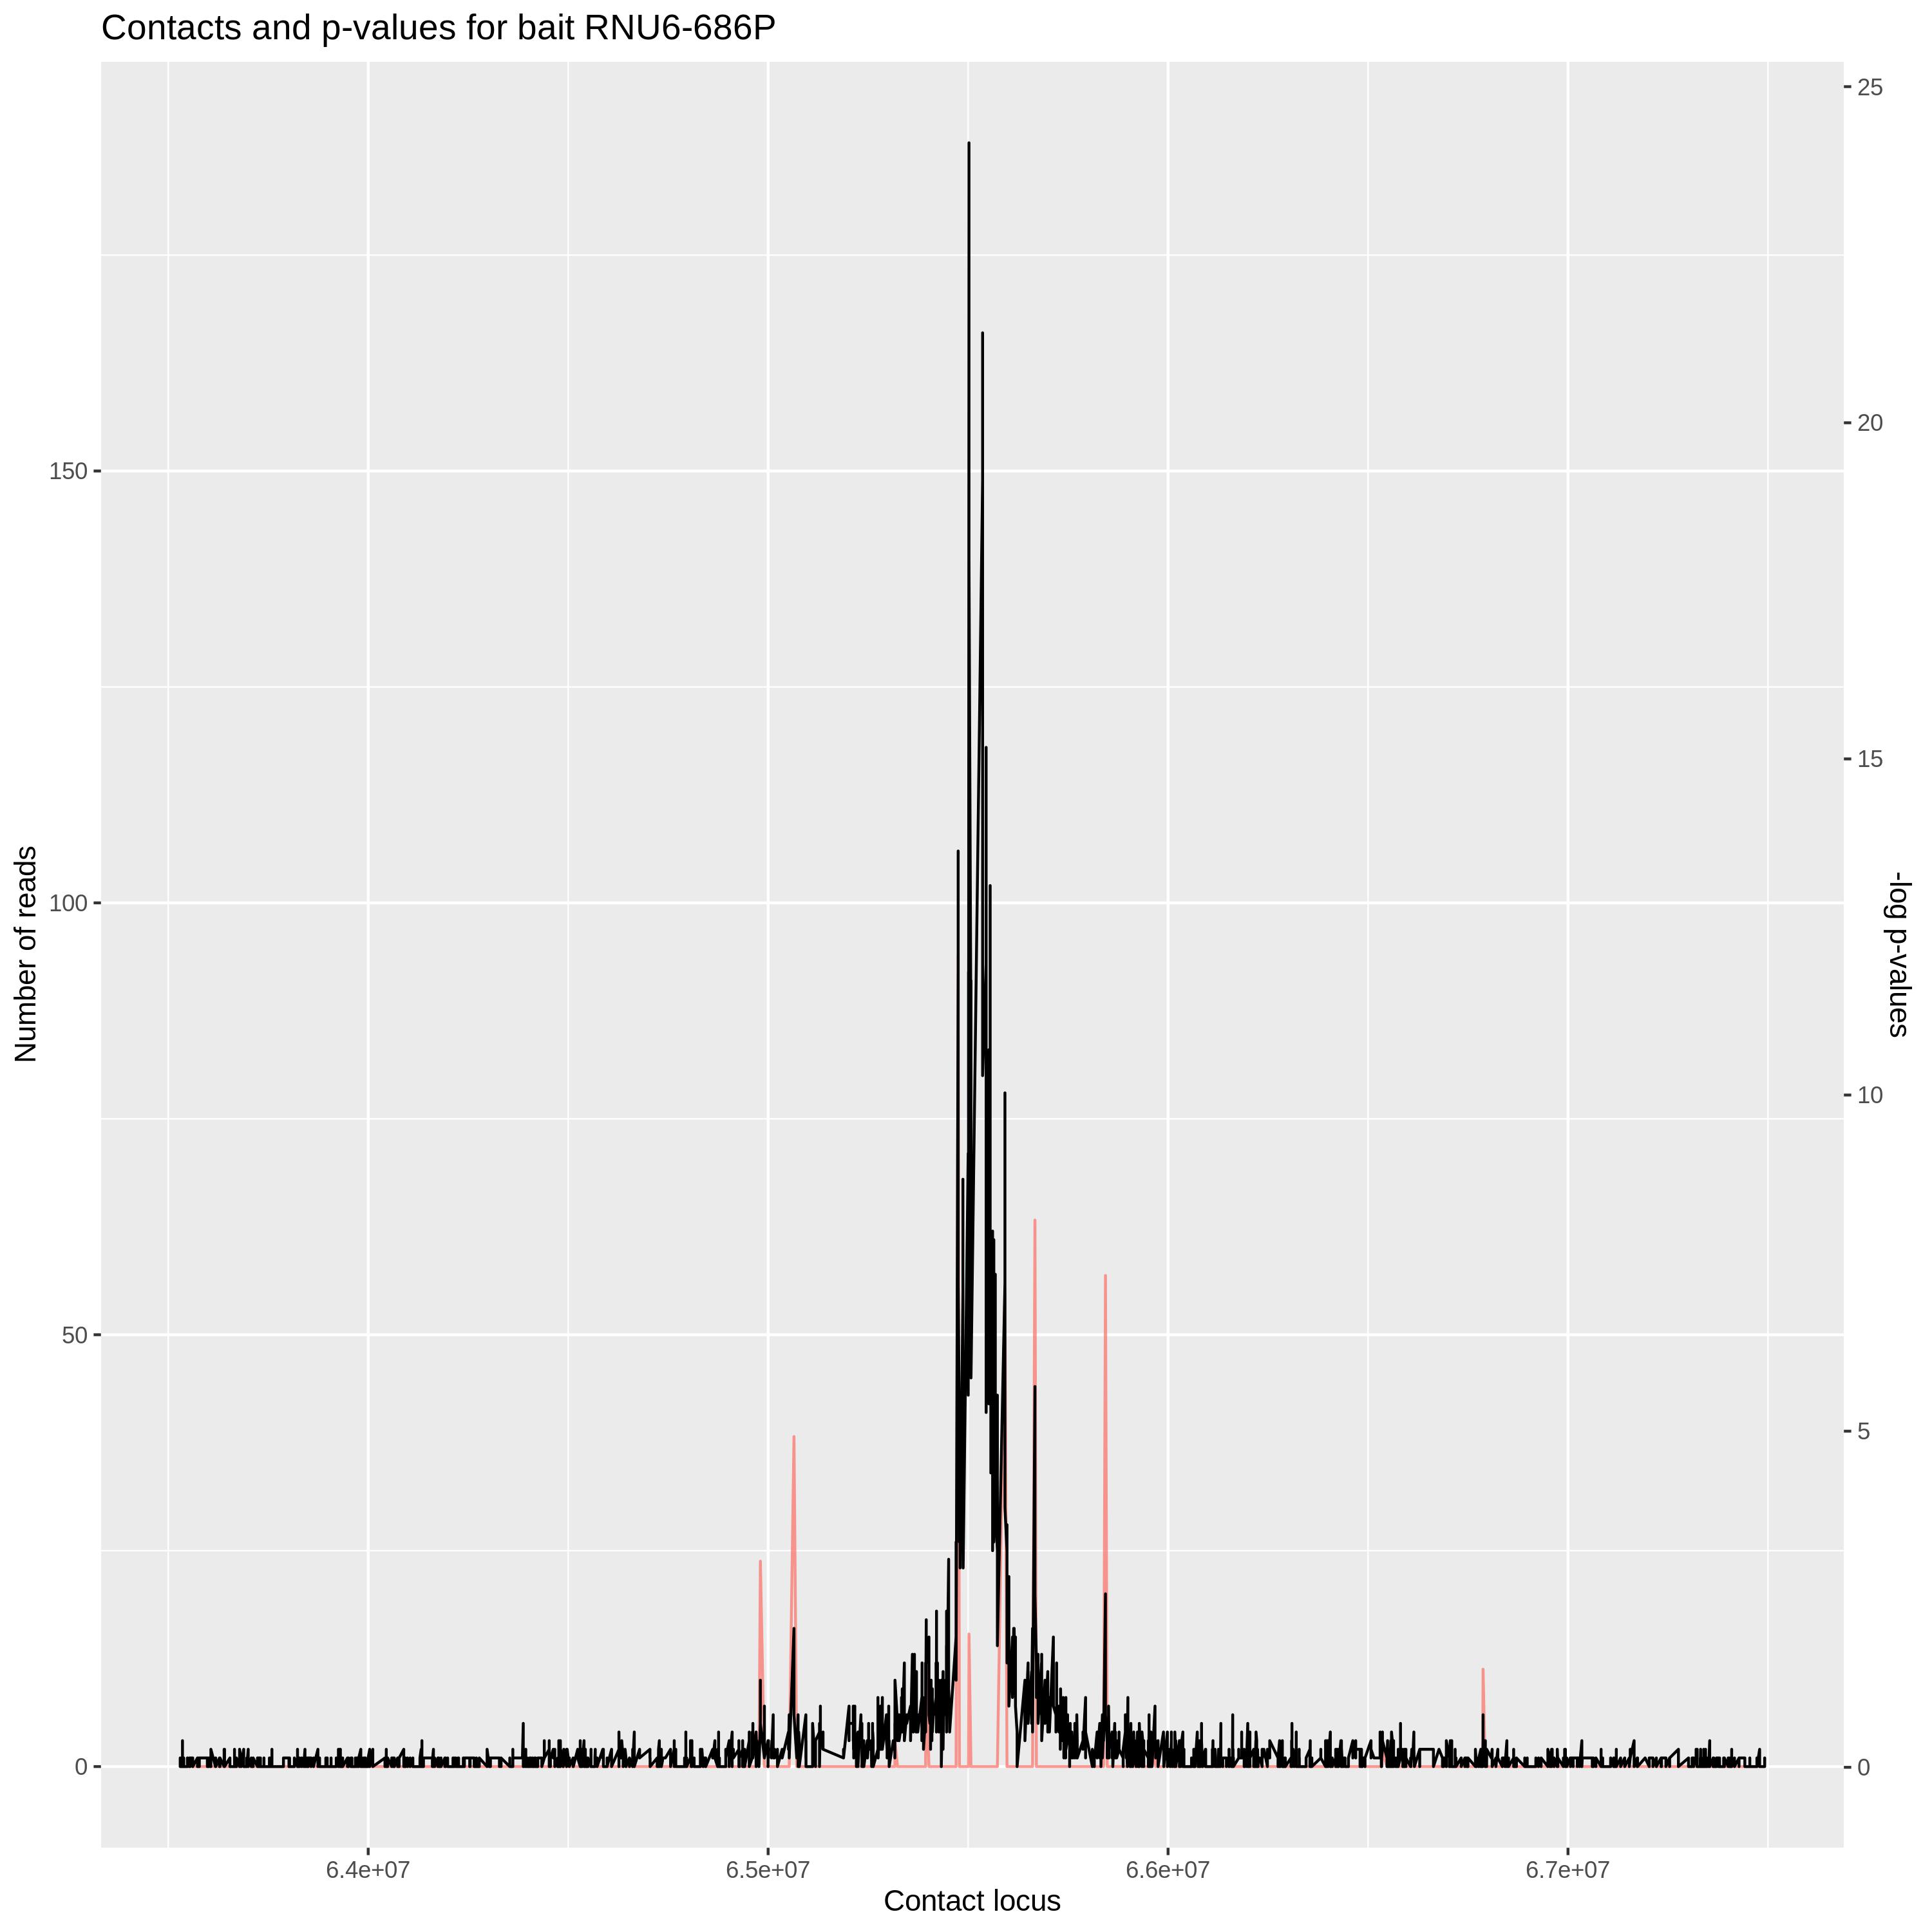 Contacts and p-values for bait RNU6-686P
Number of reads
150
100
50
0
25
20
15
10
5
0
-log p-values
6.4e+07
6.5e+07
6.6e+07
6.7e+07
Contact locus